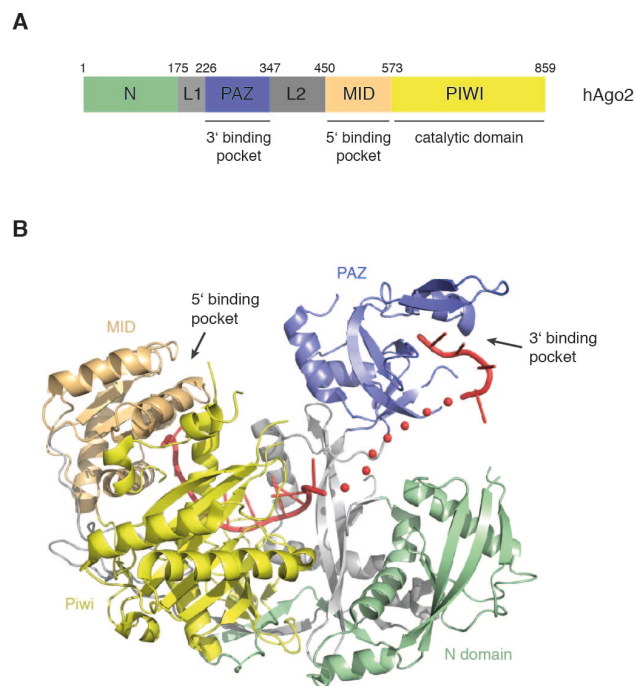 A
1 175 226 347 450 573 859
N L1 PAZ L2 MID PIWI hAgo2
3‘ binding pocket
5‘ binding pocket
catalytic domain
B
PAZ
5‘ binding
pocket
MID
3‘ binding
pocket
Piwi
N domain